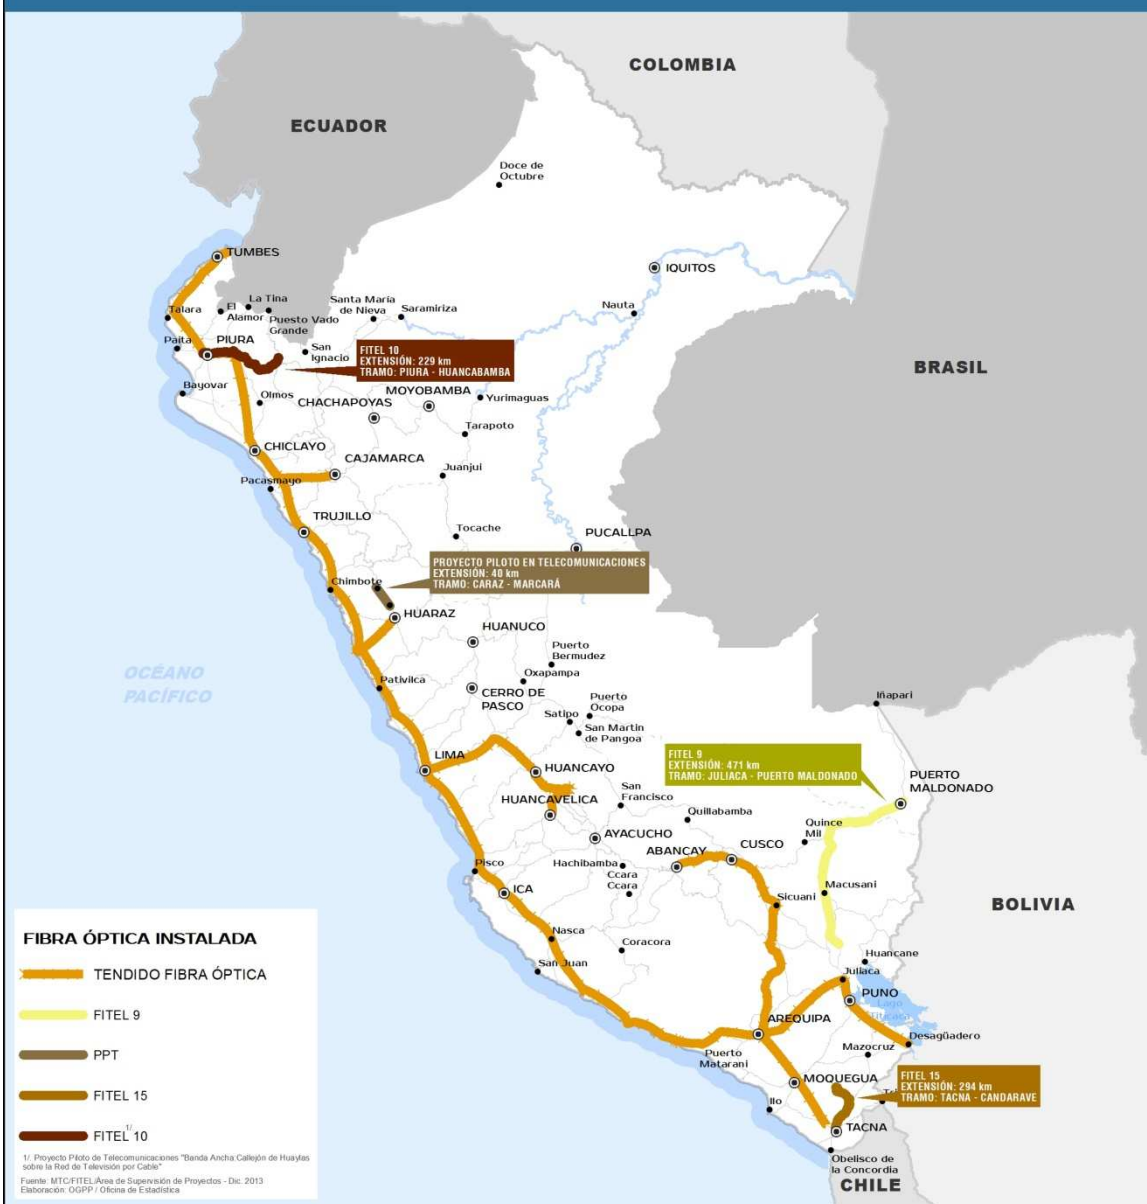 COLOMBIA
ECUADOR
Doce de
Octubre
TUMBES
IQUITOS
La Tina
El
Alamor
Talara
Puesto Vado
Grande
Santa María
de Nieva
Saramiriza
Nauta
PIURA
Paita
San
Ignacio
FITEL 10
EXTENSIÓN: 229 km
TRAMO: PIURA - HUANCABAMBA
BRASIL
Bayovar
Olmos
CHACHAPOYAS
MOYOBAMBA
Yurimaguas
Tarapoto
CHICLAYO
CAJAMARCA
Juanjui
Pacasmayo
TRUJILLO
Tocache
PUCALLPA
PROYECTO PILOTO EN TELECOMUNICACIONES
EXTENSIÓN: 40 km
TRAMO: CARAZ - MARCARÁ
Chimbote
HUARAZ
HUANUCO
Puerto
Bermudez
OCÉANO
PACÍFICO
Pativilca
Oxapampa
CERRO DE
PASCO
Puerto
Ocopa
Satipo
San Martin
de Pangoa
Iñapari
LIMA
HUANCAYO
FITEL 9
EXTENSIÓN: 471 km
TRAMO: JULIACA - PUERTO MALDONADO
PUERTO
MALDONADO
HUANCAVELICA
San
Francisco
Quillabamba
Quince
Mil
AYACUCHO
ABANCAY
CUSCO
Pisco
Hachibamba
Ccara
Ccara
ICA
Sicuani
Macusani
BOLIVIA
Nasca
Coracora
San Juan
Huancane
Juliaca
PUNO
Lago
Titicaca
AREQUIPA
Desagüadero
Mazocruz
Puerto
Matarani
MOQUEGUA
Ilo
FITEL 15
EXTENSIÓN: 294 km
TRAMO: TACNA - CANDARAVE
TACNA
Obelisco de
la Concordia
CHILE
FIBRA ÓPTICA INSTALADA
TENDIDO FIBRA ÓPTICA
FITEL 9
PPT
FITEL 15
FITEL 10 1/
1/. Proyecto Piloto de Telecomunicaciones "Banda Ancha Callejón de Huaylas
sobre la Red de Televisión por Cable"
Fuente: MTC/FITEL/Área de Supervisión de Proyectos - Dic. 2013
Elaboración: OGPP / Oficina de Estadística